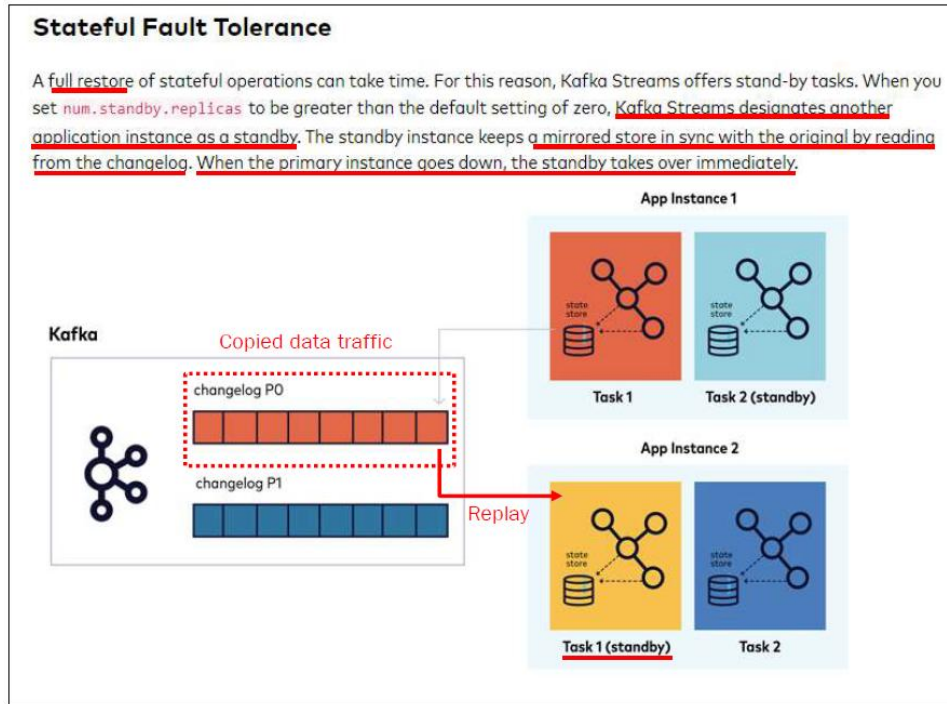 Stateful Fault Tolerance
A full restore of stateful operations can take time. For this reason, Kafka Streams offers stand-by tasks. When you
set num.standby.replicas to be greater than the default setting of zero, Kafka Streams designates another
application instance as a standby. The standby instance keeps a mirrored store in sync with the original by reading
from the changelog. When the primary instance goes down, the standby takes over immediately.
App Instance 1
state
store
state
store
Task 1
Task 2 (standby)
Kafka
Copied data traffic
changelog P0
changelog P1
Replay
App Instance 2
state
store
state
store
Task 1 (standby)
Task 2